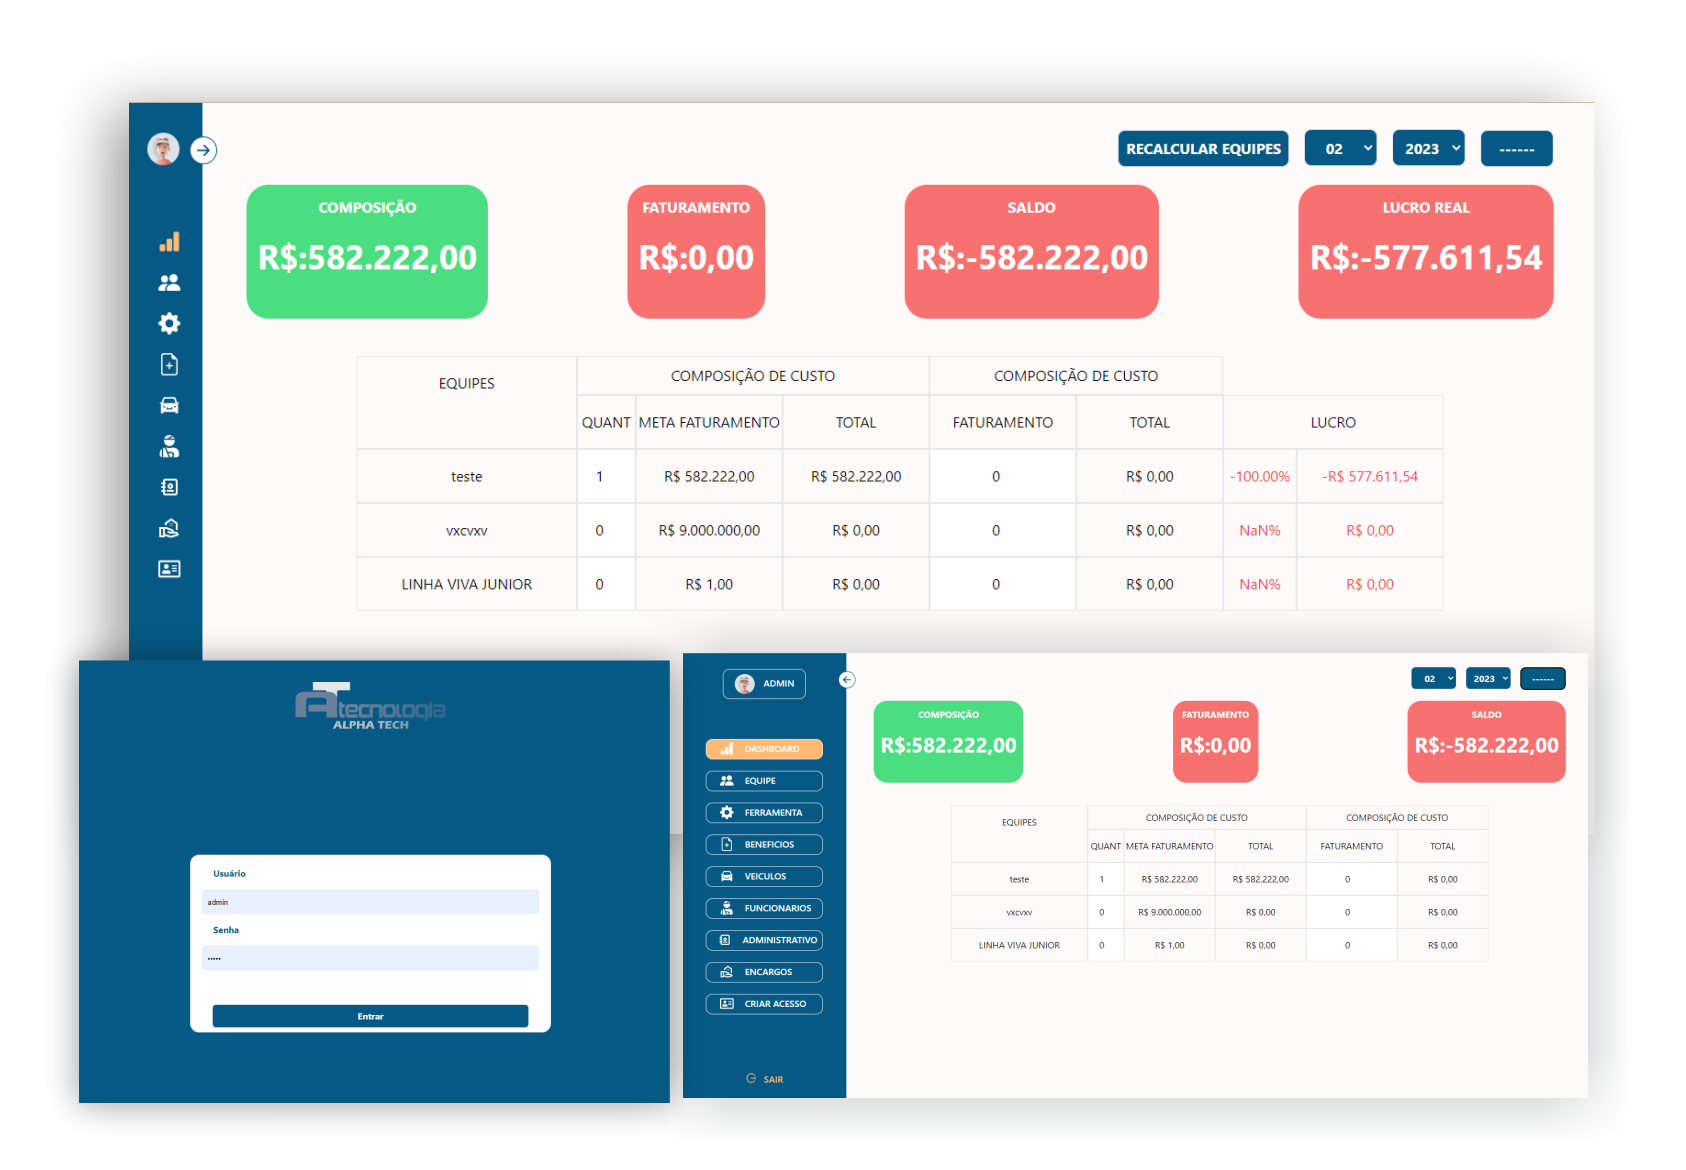 RECALCULAR EQUIPES 02 2023 ------
COMPOSIÇÃO
R$:582.222,00
FATURAMENTO
R$:0,00
SALDO
R$:-582.222,00
LUCRO REAL
R$:-577.611,54
EQUIPES COMPOSIÇÃO DE CUSTO COMPOSIÇÃO DE CUSTO
QUANT META FATURAMENTO TOTAL FATURAMENTO TOTAL LUCRO
teste 1 R$ 582.222,00 R$ 582.222,00 0 R$ 0,00 -100.00% -R$ 577.611,54
vxcvxv 0 R$ 9.000.000,00 R$ 0,00 0 R$ 0,00 NaN% R$ 0,00
LINHA VIVA JUNIOR 0 R$ 1,00 R$ 0,00 0 R$ 0,00 NaN% R$ 0,00
AT tecnologia
ALPHA TECH
Usuário
admin
Senha
•••••
Entrar
ADMIN
DASHBOARD
EQUIPE
FERRAMENTA
BENEFICIOS
VEICULOS
FUNCIONARIOS
ADMINISTRATIVO
ENCARGOS
CRIAR ACESSO
SAIR
02 2023 ------
COMPOSIÇÃO
R$:582.222,00
FATURAMENTO
R$:0,00
SALDO
R$:-582.222,00
EQUIPES COMPOSIÇÃO DE CUSTO COMPOSIÇÃO DE CUSTO
QUANT META FATURAMENTO TOTAL FATURAMENTO TOTAL
teste 1 R$ 582.222,00 R$ 582.222,00 0 R$ 0,00
vxcvxv 0 R$ 9.000.000,00 R$ 0,00 0 R$ 0,00
LINHA VIVA JUNIOR 0 R$ 1,00 R$ 0,00 0 R$ 0,00